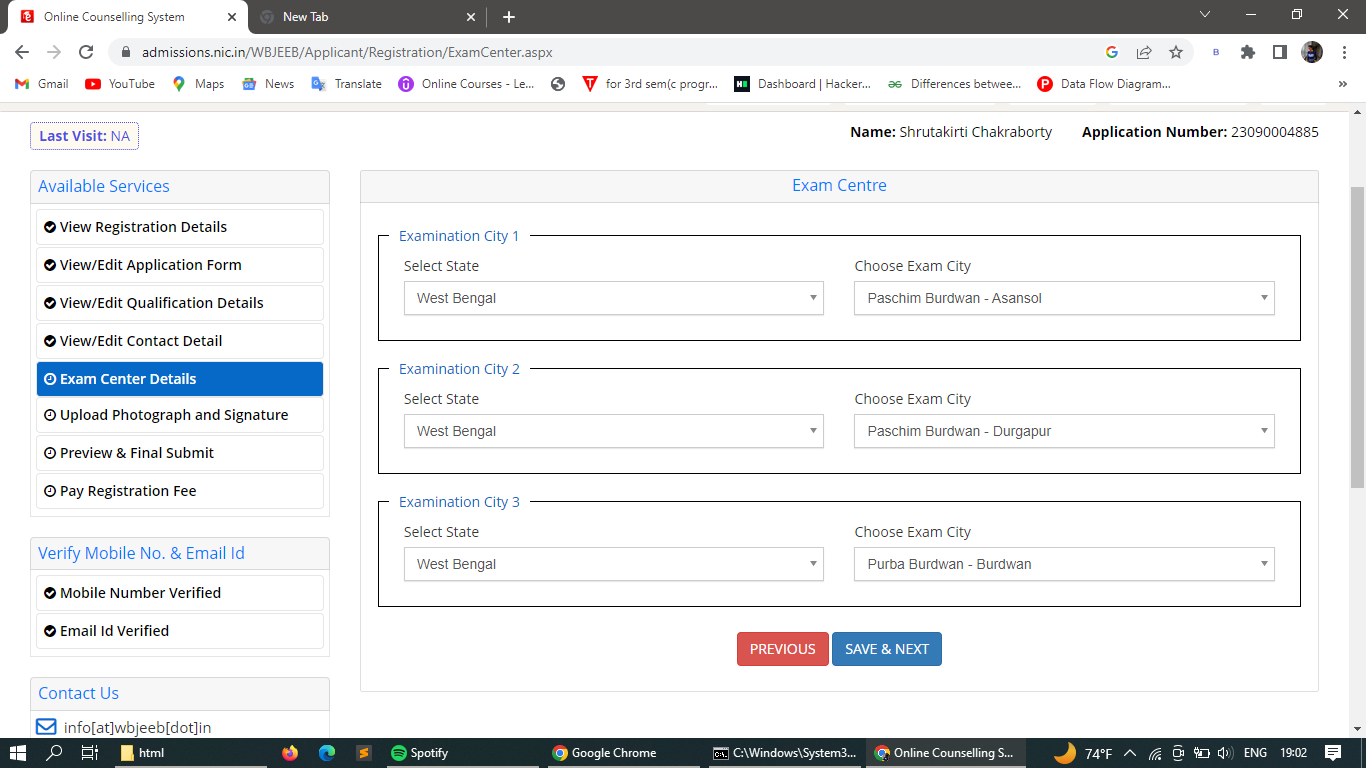 Online Counselling System
New Tab
admissions.nic.in/WBJEEB/Applicant/Registration/ExamCenter.aspx
B
Gmail YouTube Maps News Translate Online Courses - Le... for 3rd sem(c progr... Dashboard | Hacker... Differences betwee... Data Flow Diagram... »
Last Visit: NA
Name: Shrutakirti Chakraborty Application Number: 23090004885
Available Services
View Registration Details
View/Edit Application Form
View/Edit Qualification Details
View/Edit Contact Detail
Exam Center Details
Upload Photograph and Signature
Preview & Final Submit
Pay Registration Fee
Verify Mobile No. & Email Id
Mobile Number Verified
Email Id Verified
Contact Us
info[at]wbjeeb[dot]in
Exam Centre
Examination City 1
Select State Choose Exam City
West Bengal Paschim Burdwan - Asansol
Examination City 2
Select State Choose Exam City
West Bengal Paschim Burdwan - Durgapur
Examination City 3
Select State Choose Exam City
West Bengal Purba Burdwan - Burdwan
PREVIOUS SAVE & NEXT
html Spotify Google Chrome C:\Windows\System3... Online Counselling S... 74°F ENG 19:02